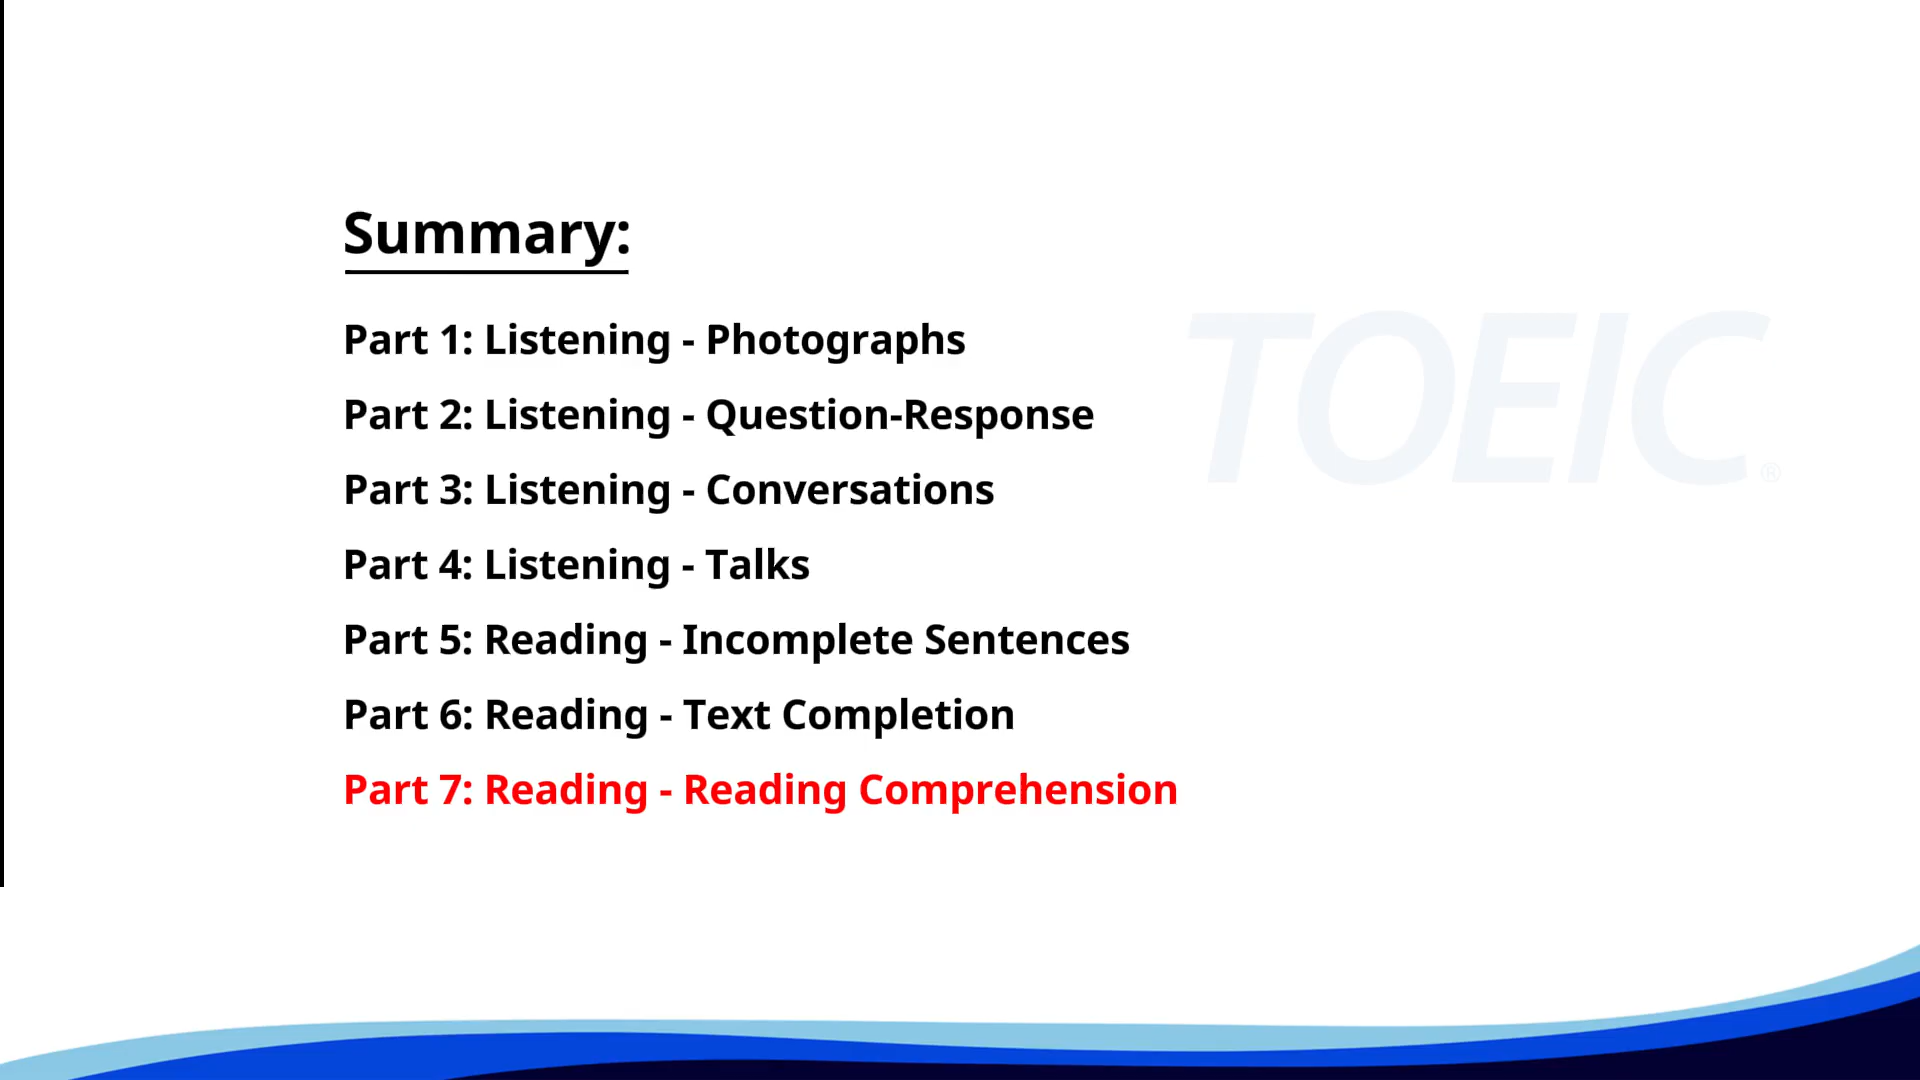 Summary:
Part 1: Listening - Photographs
Part 2: Listening - Question-Response
Part 3: Listening - Conversations
Part 4: Listening - Talks
Part 5: Reading - Incomplete Sentences
Part 6: Reading - Text Completion
Part 7: Reading - Reading Comprehension
TOEIC®